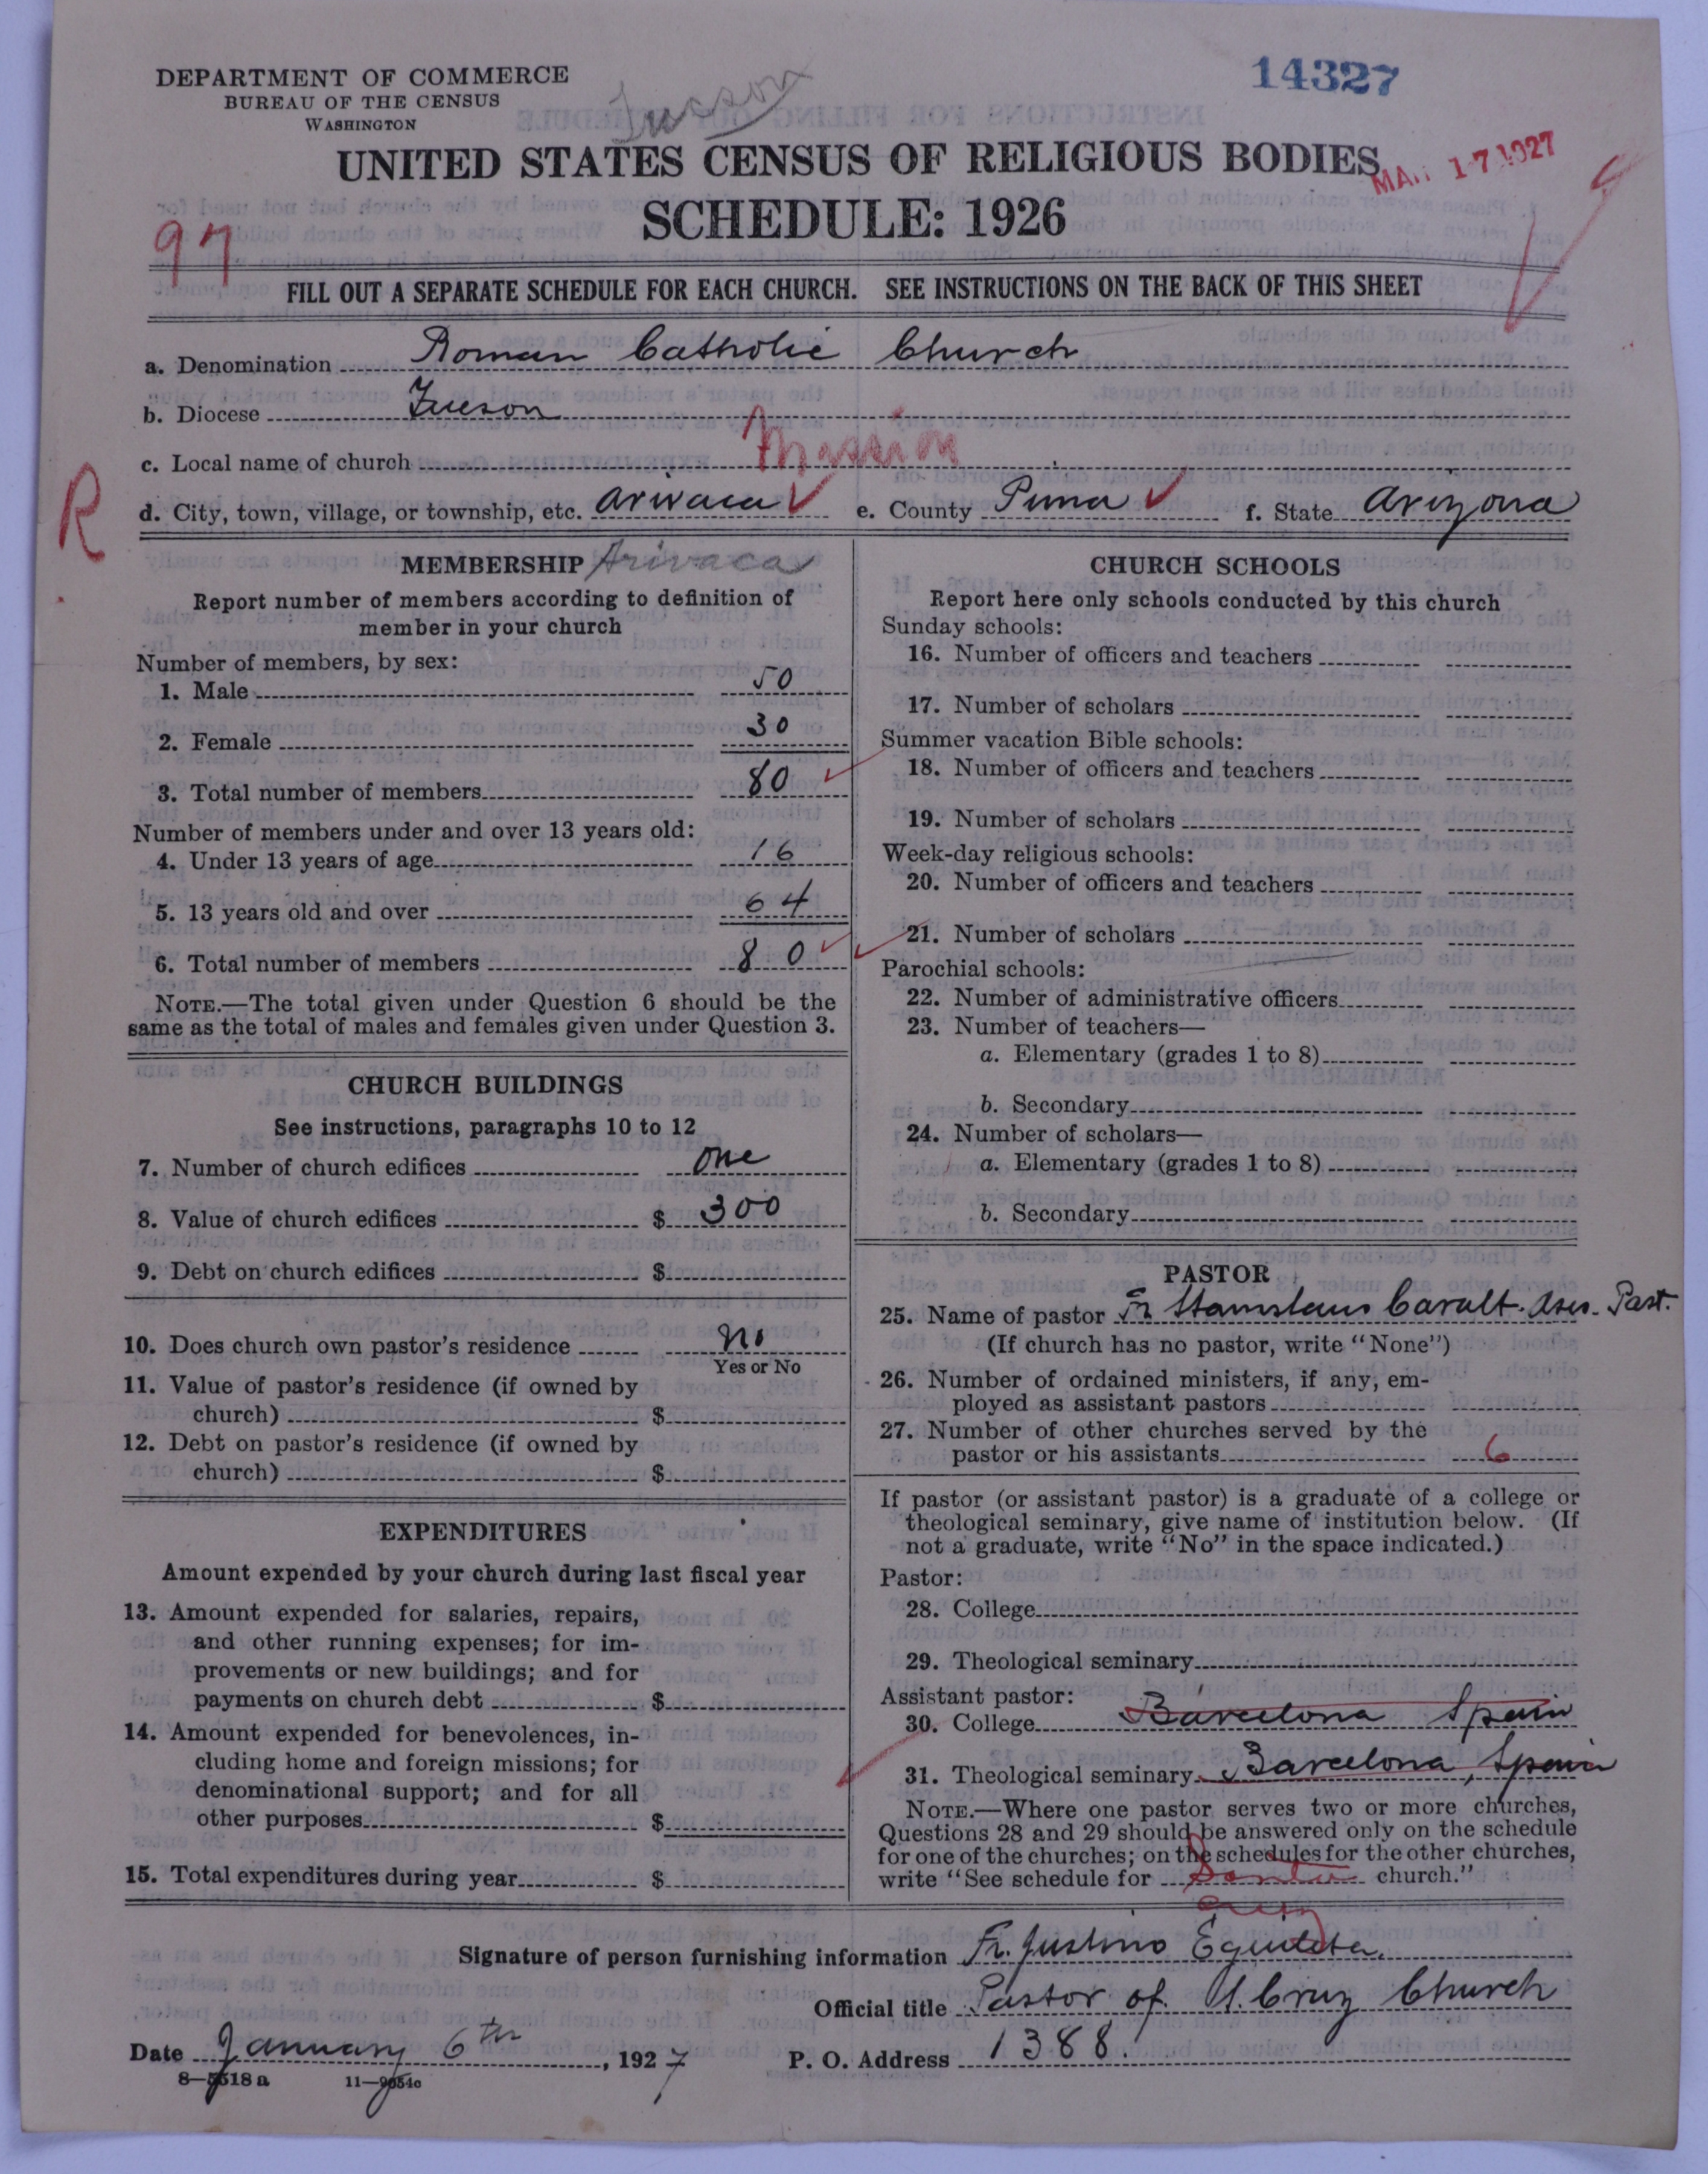 DEPARTMENT OF COMMERCE
BUREAU OF THE CENSUS
WASHINGTON
Tucson
14327
UNITED STATES CENSUS OF RELIGIOUS BODIES
MAR 17 1927
SCHEDULE: 1926
97
FILL OUT A SEPARATE SCHEDULE FOR EACH CHURCH. SEE INSTRUCTIONS ON THE BACK OF THIS SHEET
a. Denomination Roman Catholic Church
b. Diocese Tucson
c. Local name of church Mission
R
d. City, town, village, or township, etc. Arivaca e. County Pima f. State Arizona
MEMBERSHIP Arivaca
Report number of members according to definition of
member in your church
Number of members, by sex:
1. Male 50
2. Female 30
3. Total number of members 80
Number of members under and over 13 years old:
4. Under 13 years of age 16
5. 13 years old and over 64
6. Total number of members 80
NOTE.—The total given under Question 6 should be the
same as the total of males and females given under Question 3.
CHURCH BUILDINGS
See instructions, paragraphs 10 to 12
7. Number of church edifices one
8. Value of church edifices $ 300
9. Debt on church edifices $
10. Does church own pastor's residence No
Yes or No
11. Value of pastor's residence (if owned by
church) $
12. Debt on pastor's residence (if owned by
church) $
EXPENDITURES
Amount expended by your church during last fiscal year
13. Amount expended for salaries, repairs,
and other running expenses; for im-
provements or new buildings; and for
payments on church debt $
14. Amount expended for benevolences, in-
cluding home and foreign missions; for
denominational support; and for all
other purposes $
15. Total expenditures during year $
CHURCH SCHOOLS
Report here only schools conducted by this church
Sunday schools:
16. Number of officers and teachers
17. Number of scholars
Summer vacation Bible schools:
18. Number of officers and teachers
19. Number of scholars
Week-day religious schools:
20. Number of officers and teachers
21. Number of scholars
Parochial schools:
22. Number of administrative officers
23. Number of teachers—
a. Elementary (grades 1 to 8)
b. Secondary
24. Number of scholars—
a. Elementary (grades 1 to 8)
b. Secondary
PASTOR
25. Name of pastor Fr Stanislaus Caralt. Ass. Past.
(If church has no pastor, write "None")
26. Number of ordained ministers, if any, em-
ployed as assistant pastors
27. Number of other churches served by the
pastor or his assistants 6
If pastor (or assistant pastor) is a graduate of a college or
theological seminary, give name of institution below. (If
not a graduate, write "No" in the space indicated.)
Pastor:
28. College
29. Theological seminary
Assistant pastor:
30. College Barcelona Spain
31. Theological seminary Barcelona, Spain
NOTE.—Where one pastor serves two or more churches,
Questions 28 and 29 should be answered only on the schedule
for one of the churches; on the schedules for the other churches,
write "See schedule for Santa Cruz church."
Signature of person furnishing information Fr. Justino
Official title Pastor of S. Cruz Church
Date January 6th, 1927 P. O. Address 1388.
8—5518 a 11—9654c